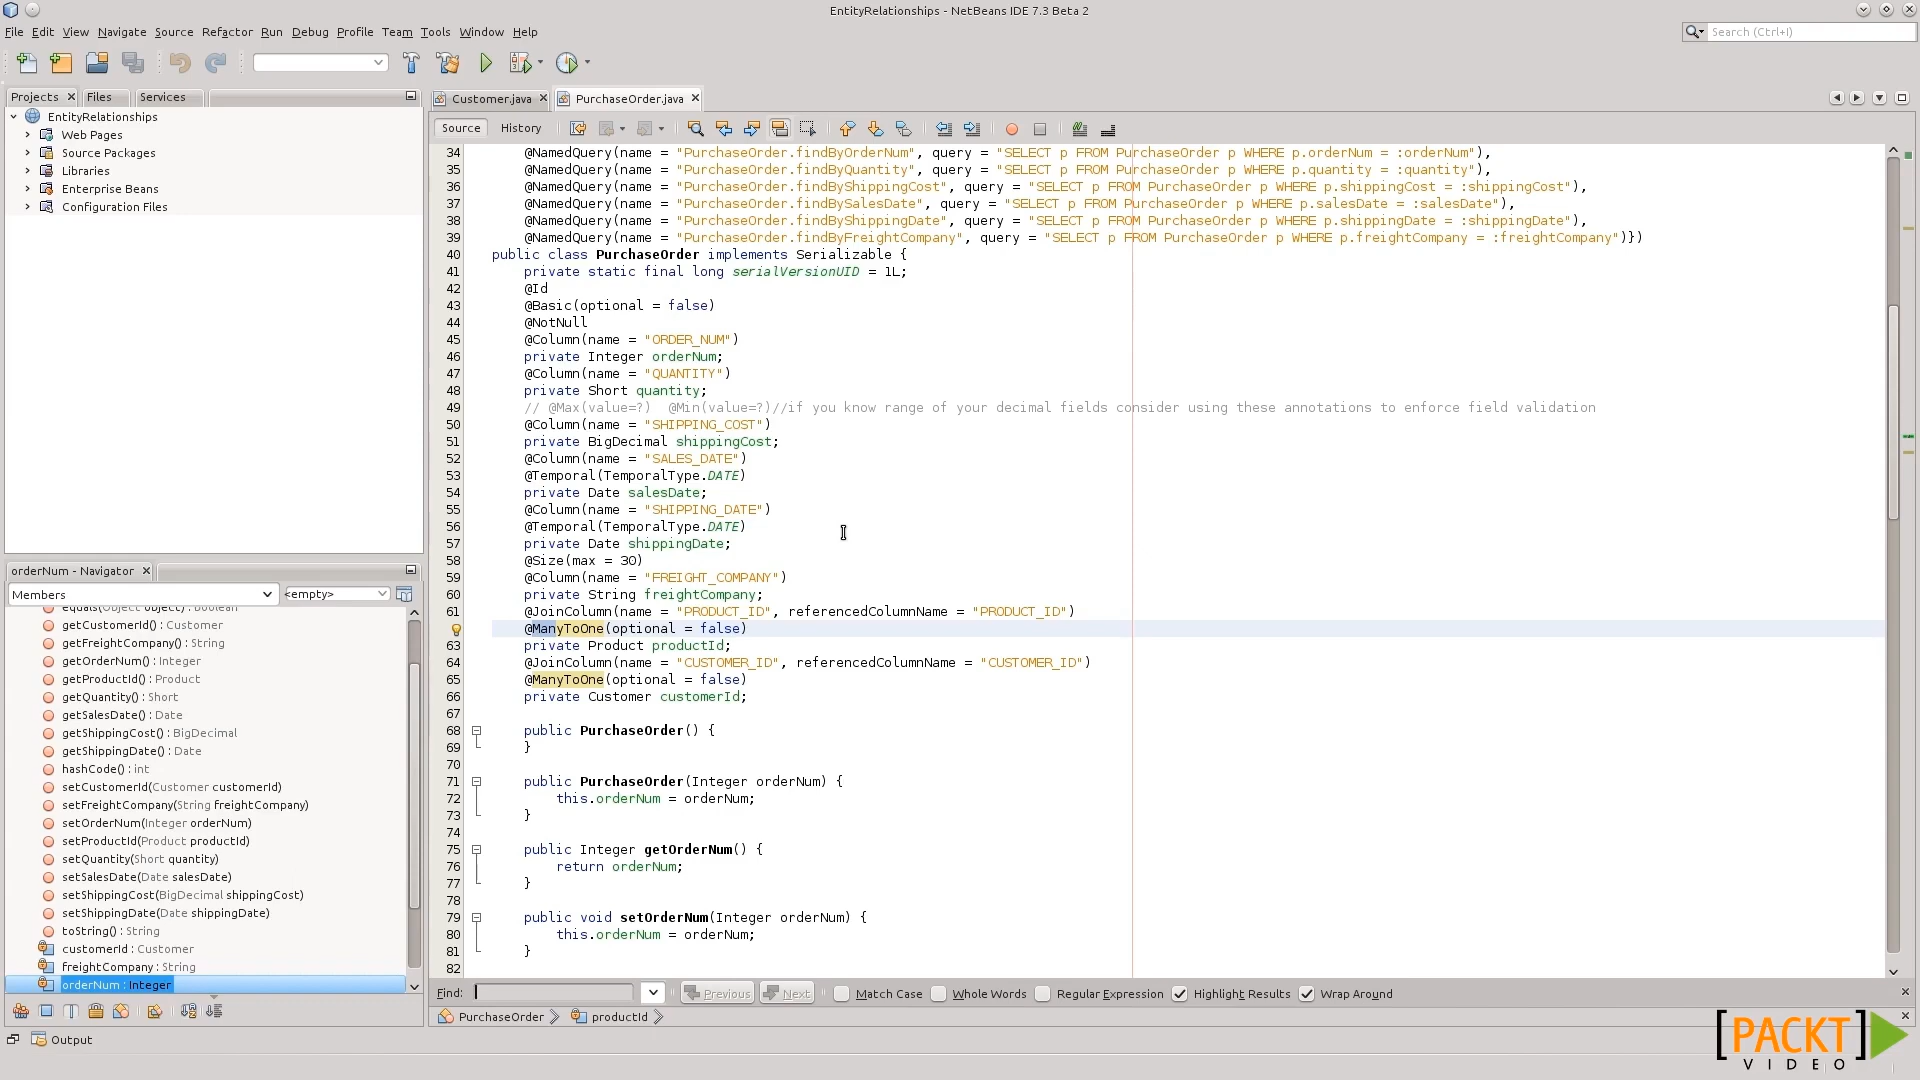 EntityRelationships - NetBeans IDE 7.3 Beta 2
File Edit View Navigate Source Refactor Run Debug Profile Team Tools Window Help
Search (Ctrl+I)
Projects Files Services
EntityRelationships
Web Pages
Source Packages
Libraries
Enterprise Beans
Configuration Files
orderNum - Navigator
Members <empty>
equals(Object object) : boolean
getCustomerId() : Customer
getFreightCompany() : String
getOrderNum() : Integer
getProductId() : Product
getQuantity() : Short
getSalesDate() : Date
getShippingCost() : BigDecimal
getShippingDate() : Date
hashCode() : int
setCustomerId(Customer customerId)
setFreightCompany(String freightCompany)
setOrderNum(Integer orderNum)
setProductId(Product productId)
setQuantity(Short quantity)
setSalesDate(Date salesDate)
setShippingCost(BigDecimal shippingCost)
setShippingDate(Date shippingDate)
toString() : String
customerId : Customer
freightCompany : String
orderNum : Integer
Customer.java PurchaseOrder.java
Source History
34 @NamedQuery(name = "PurchaseOrder.findByOrderNum", query = "SELECT p FROM PurchaseOrder p WHERE p.orderNum = :orderNum"),
35 @NamedQuery(name = "PurchaseOrder.findByQuantity", query = "SELECT p FROM PurchaseOrder p WHERE p.quantity = :quantity"),
36 @NamedQuery(name = "PurchaseOrder.findByShippingCost", query = "SELECT p FROM PurchaseOrder p WHERE p.shippingCost = :shippingCost"),
37 @NamedQuery(name = "PurchaseOrder.findBySalesDate", query = "SELECT p FROM PurchaseOrder p WHERE p.salesDate = :salesDate"),
38 @NamedQuery(name = "PurchaseOrder.findByShippingDate", query = "SELECT p FROM PurchaseOrder p WHERE p.shippingDate = :shippingDate"),
39 @NamedQuery(name = "PurchaseOrder.findByFreightCompany", query = "SELECT p FROM PurchaseOrder p WHERE p.freightCompany = :freightCompany")})
40 public class PurchaseOrder implements Serializable {
41 private static final long serialVersionUID = 1L;
42 @Id
43 @Basic(optional = false)
44 @NotNull
45 @Column(name = "ORDER_NUM")
46 private Integer orderNum;
47 @Column(name = "QUANTITY")
48 private Short quantity;
49 // @Max(value=?) @Min(value=?)//if you know range of your decimal fields consider using these annotations to enforce field validation
50 @Column(name = "SHIPPING_COST")
51 private BigDecimal shippingCost;
52 @Column(name = "SALES_DATE")
53 @Temporal(TemporalType.DATE)
54 private Date salesDate;
55 @Column(name = "SHIPPING_DATE")
56 @Temporal(TemporalType.DATE)
57 private Date shippingDate;
58 @Size(max = 30)
59 @Column(name = "FREIGHT_COMPANY")
60 private String freightCompany;
61 @JoinColumn(name = "PRODUCT_ID", referencedColumnName = "PRODUCT_ID")
@ManyToOne(optional = false)
63 private Product productId;
64 @JoinColumn(name = "CUSTOMER_ID", referencedColumnName = "CUSTOMER_ID")
65 @ManyToOne(optional = false)
66 private Customer customerId;
67
68 public PurchaseOrder() {
69 }
70
71 public PurchaseOrder(Integer orderNum) {
72 this.orderNum = orderNum;
73 }
74
75 public Integer getOrderNum() {
76 return orderNum;
77 }
78
79 public void setOrderNum(Integer orderNum) {
80 this.orderNum = orderNum;
81 }
82
Find: Previous Next Match Case Whole Words Regular Expression Highlight Results Wrap Around
PurchaseOrder productId
Output
[PACKT]
VIDEO